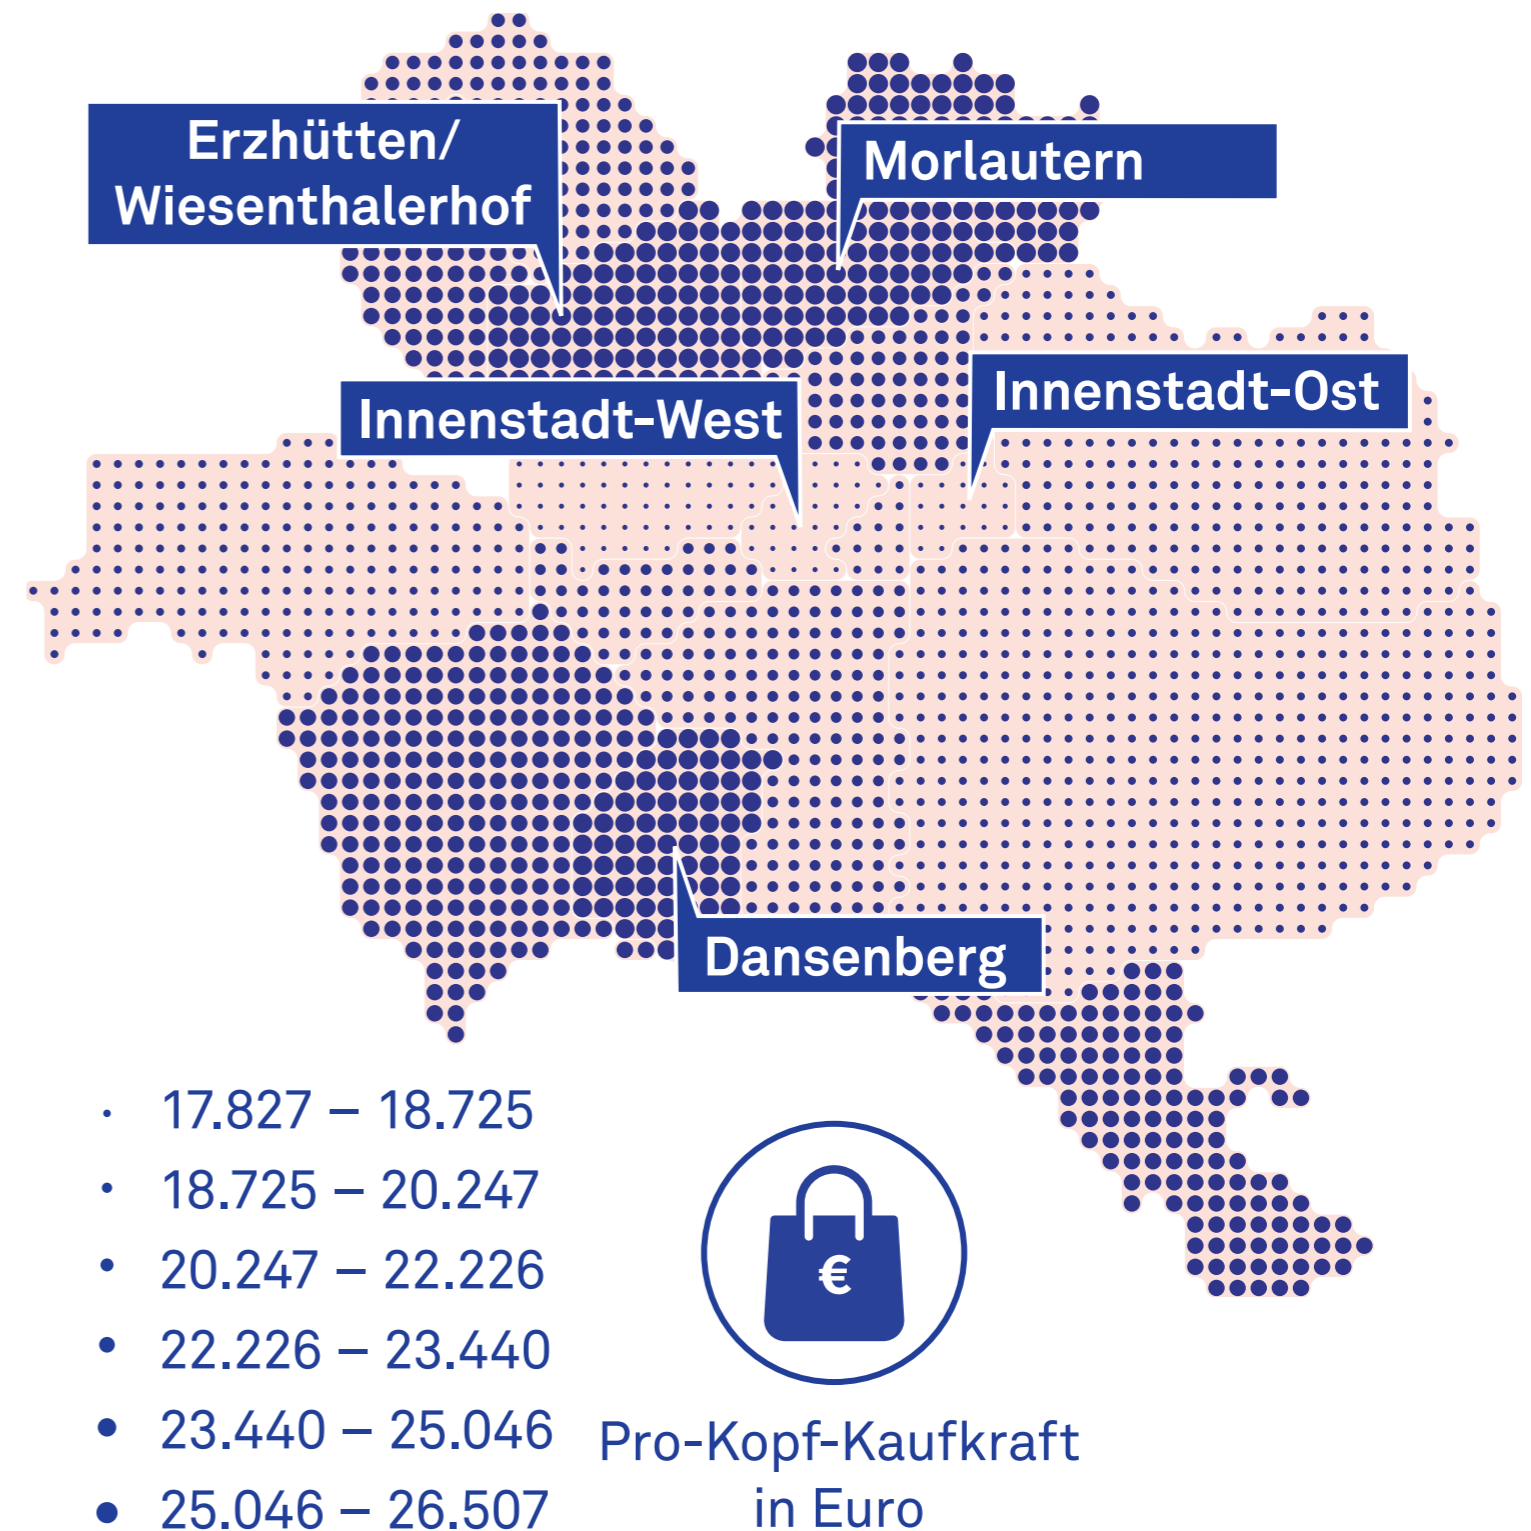 Erzhütten/
Wiesenthalerhof
Morlautern
Innenstadt-West
Innenstadt-Ost
Dansenberg
17.827 – 18.725
18.725 – 20.247
20.247 – 22.226
22.226 – 23.440
23.440 – 25.046
25.046 – 26.507
€
Pro-Kopf-Kaufkraft
in Euro